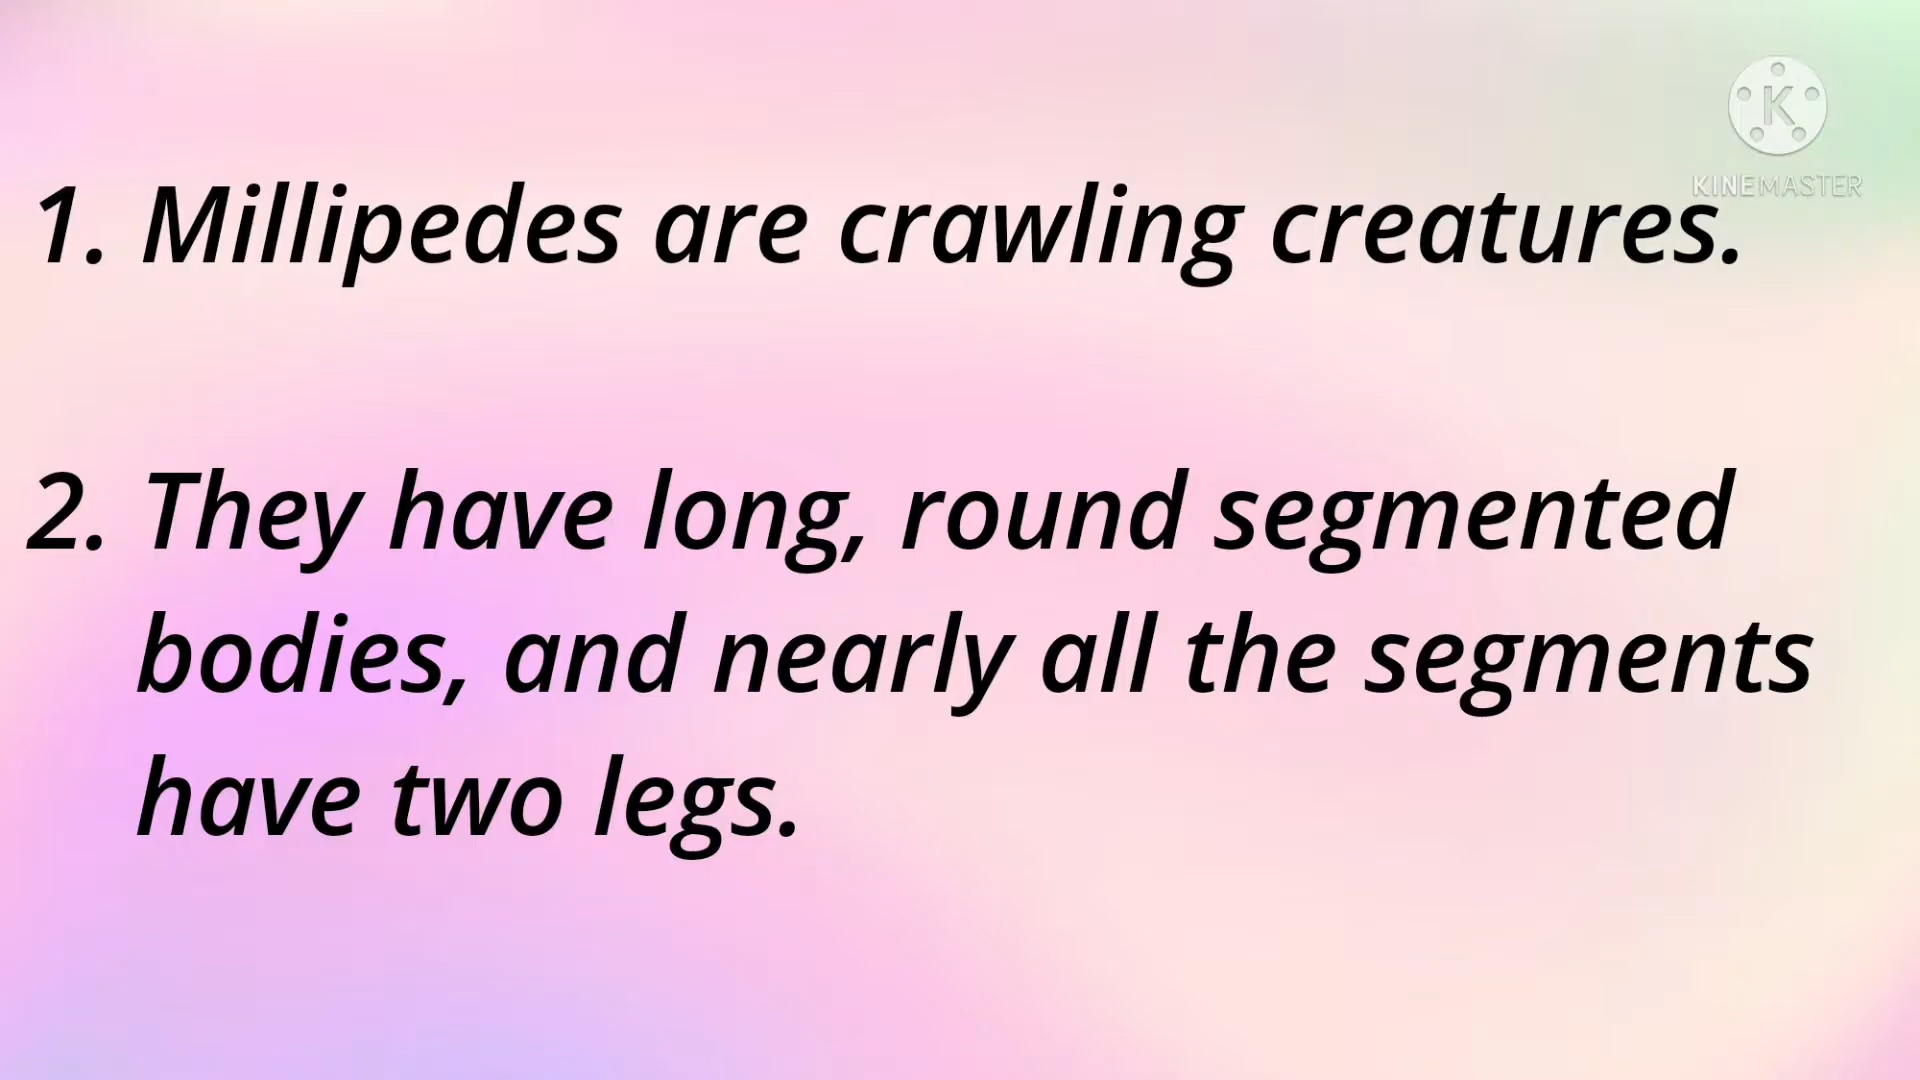 KINEMASTER
1. Millipedes are crawling creatures.
2. They have long, round segmented
bodies, and nearly all the segments
have two legs.